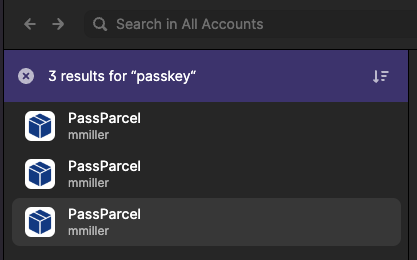 Search in All Accounts
3 results for “passkey“
PassParcel
mmiller
PassParcel
mmiller
PassParcel
mmiller